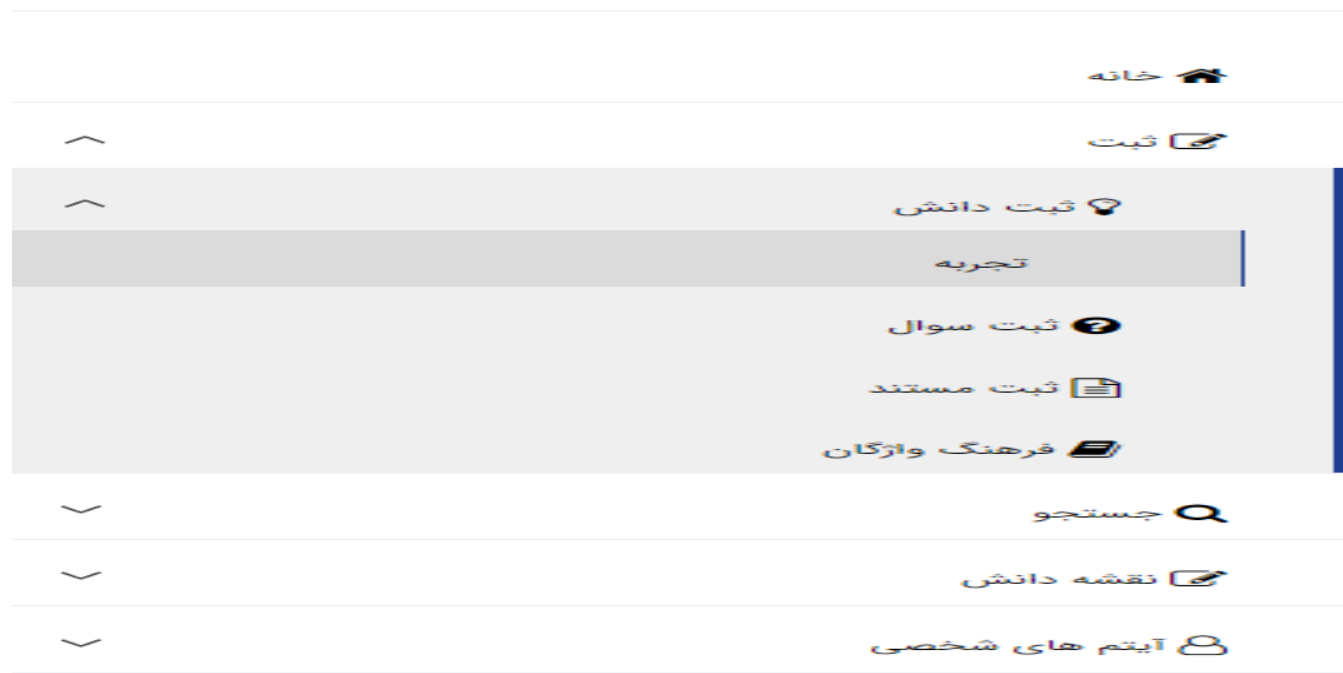 خانه
ثبت
ثبت دانش
تجربه
ثبت سوال
ثبت مستند
فرهنگ واژگان
جستجو
نقشه دانش
آیتم های شخصی